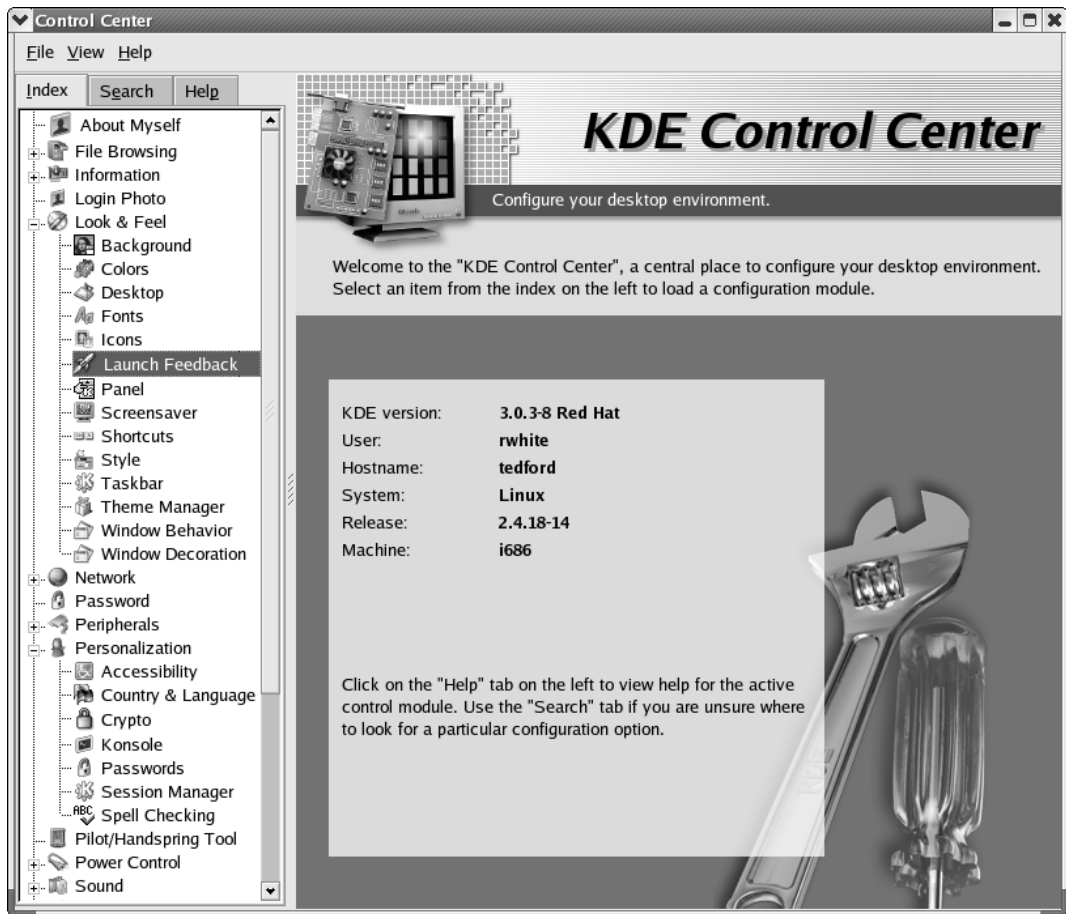 Control Center
File View Help
Index Search Help
About Myself
File Browsing
Information
Login Photo
Look & Feel
Background
Colors
Desktop
Fonts
Icons
Launch Feedback
Panel
Screensaver
Shortcuts
Style
Taskbar
Theme Manager
Window Behavior
Window Decoration
Network
Password
Peripherals
Personalization
Accessibility
Country & Language
Crypto
Konsole
Passwords
Session Manager
ABC Spell Checking
Pilot/Handspring Tool
Power Control
Sound
KDE Control Center
Configure your desktop environment.
Welcome to the "KDE Control Center", a central place to configure your desktop environment.
Select an item from the index on the left to load a configuration module.
KDE version: 3.0.3-8 Red Hat
User: rwhite
Hostname: tedford
System: Linux
Release: 2.4.18-14
Machine: i686
Click on the "Help" tab on the left to view help for the active
control module. Use the "Search" tab if you are unsure where
to look for a particular configuration option.
KDE